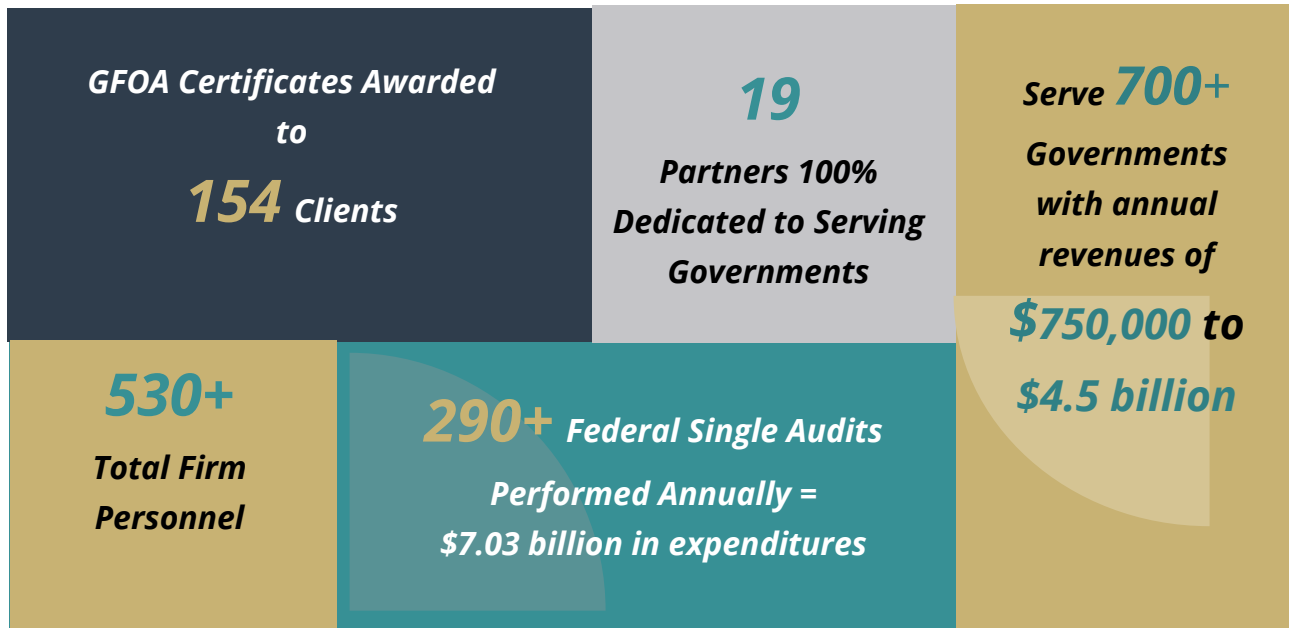 GFOA Certificates Awarded
to
154 Clients
19
Partners 100%
Dedicated to Serving
Governments
Serve 700+
Governments
with annual
revenues of
$750,000 to
$4.5 billion
530+
Total Firm
Personnel
290+ Federal Single Audits
Performed Annually =
$7.03 billion in expenditures